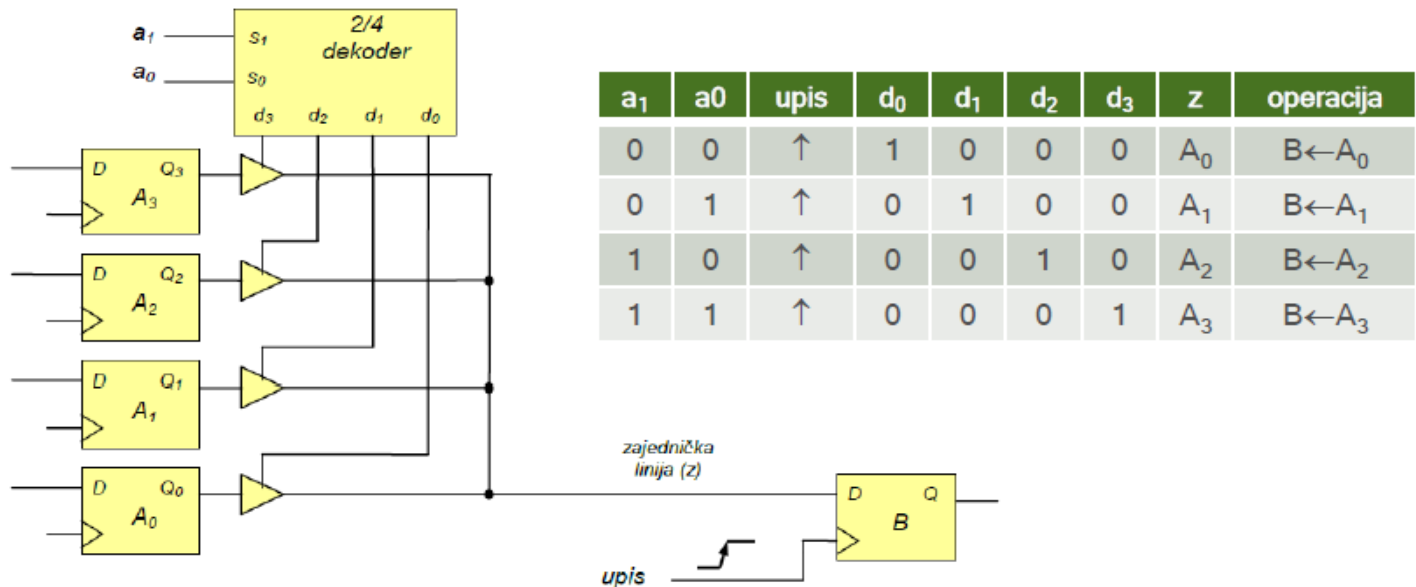 2/4
dekoder
a₁
s₁
a₀
s₀
d₃ d₂ d₁ d₀
D Q₃
A₃
D Q₂
A₂
D Q₁
A₁
D Q₀
A₀
zajednička
linija (z)
D Q
B
upis
a₁ a0 upis d₀ d₁ d₂ d₃ z operacija
0 0 ↑ 1 0 0 0 A₀ B←A₀
0 1 ↑ 0 1 0 0 A₁ B←A₁
1 0 ↑ 0 0 1 0 A₂ B←A₂
1 1 ↑ 0 0 0 1 A₃ B←A₃